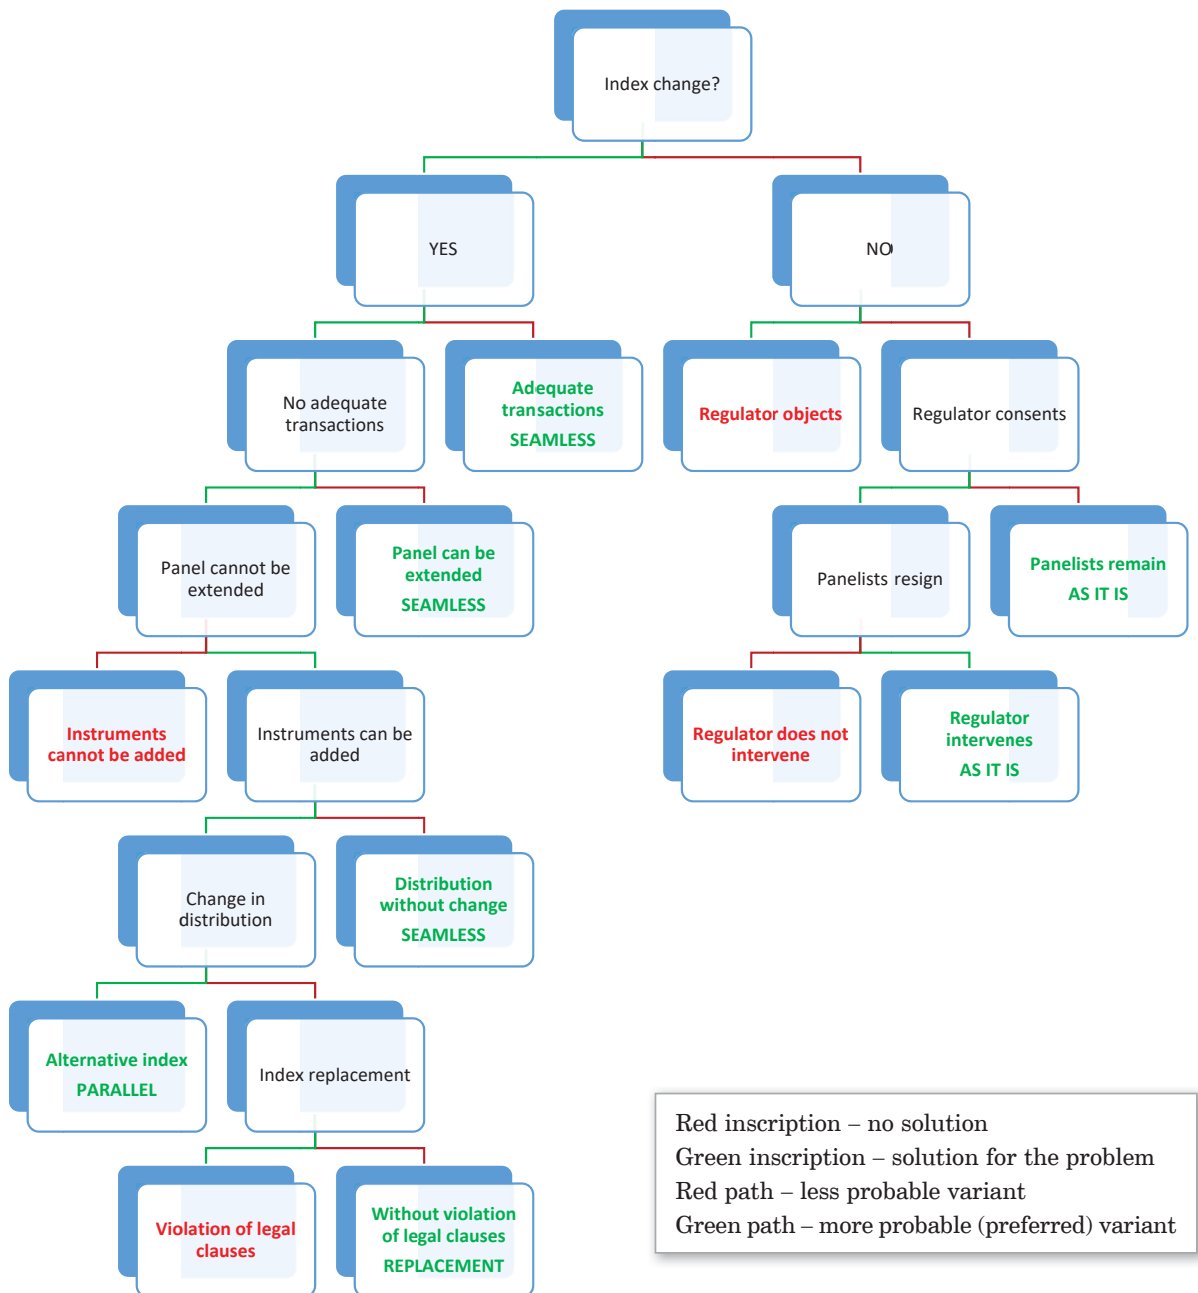 Index change?
YES
NO
No adequate
transactions
Adequate
transactions
SEAMLESS
Regulator objects
Regulator consents
Panel cannot be
extended
Panel can be
extended
SEAMLESS
Panelists resign
Panelists remain
AS IT IS
Instruments
cannot be added
Instruments can be
added
Regulator does not
intervene
Regulator
intervenes
AS IT IS
Change in
distribution
Distribution
without change
SEAMLESS
Alternative index
PARALLEL
Index replacement
Violation of legal
clauses
Without violation
of legal clauses
REPLACEMENT
Red inscription – no solution
Green inscription – solution for the problem
Red path – less probable variant
Green path – more probable (preferred) variant